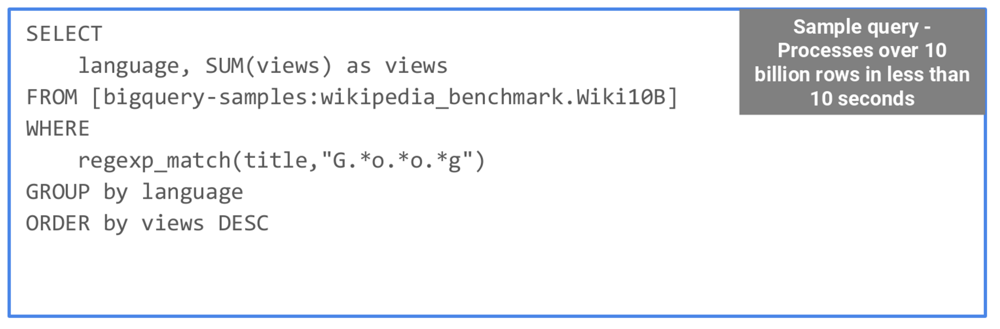 SELECT
language, SUM(views) as views
FROM [bigquery-samples:wikipedia_benchmark.Wiki10B]
WHERE
regexp_match(title,"G.*o.*o.*g")
GROUP by language
ORDER by views DESC
Sample query -
Processes over 10
billion rows in less than
10 seconds